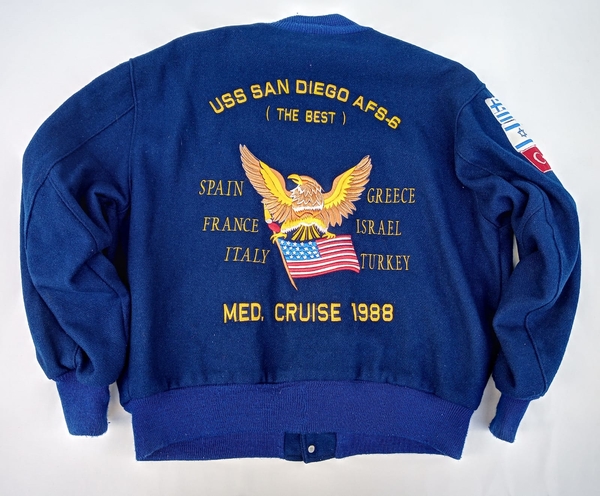 USS SAN DIEGO AFS-6
( THE BEST )
SPAIN
GREECE
FRANCE
ISRAEL
ITALY
TURKEY
MED. CRUISE 1988